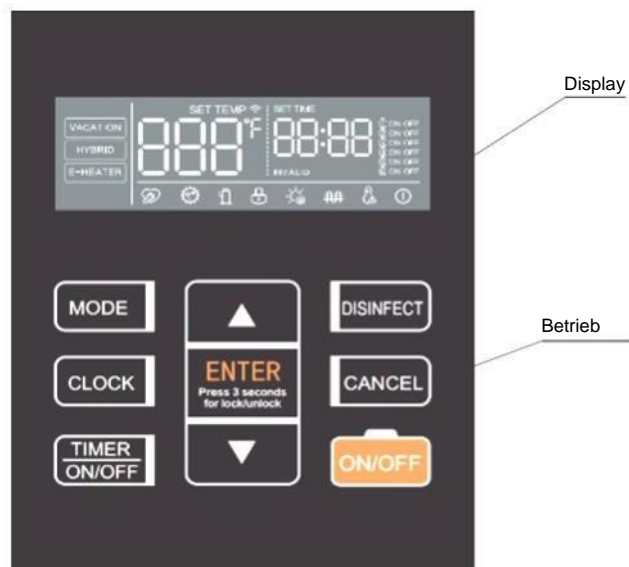 Display
SET TEMP
SET TIME
VACATION
HYBRID
E-HEATER
888°F
88:88
ON OFF
ON OFF
ON OFF
ON OFF
ON OFF
ON OFF
INVALID
MODE
DISINFECT
Betrieb
CLOCK
ENTER
Press 3 seconds
for lock/unlock
CANCEL
TIMER
ON/OFF
ON/OFF